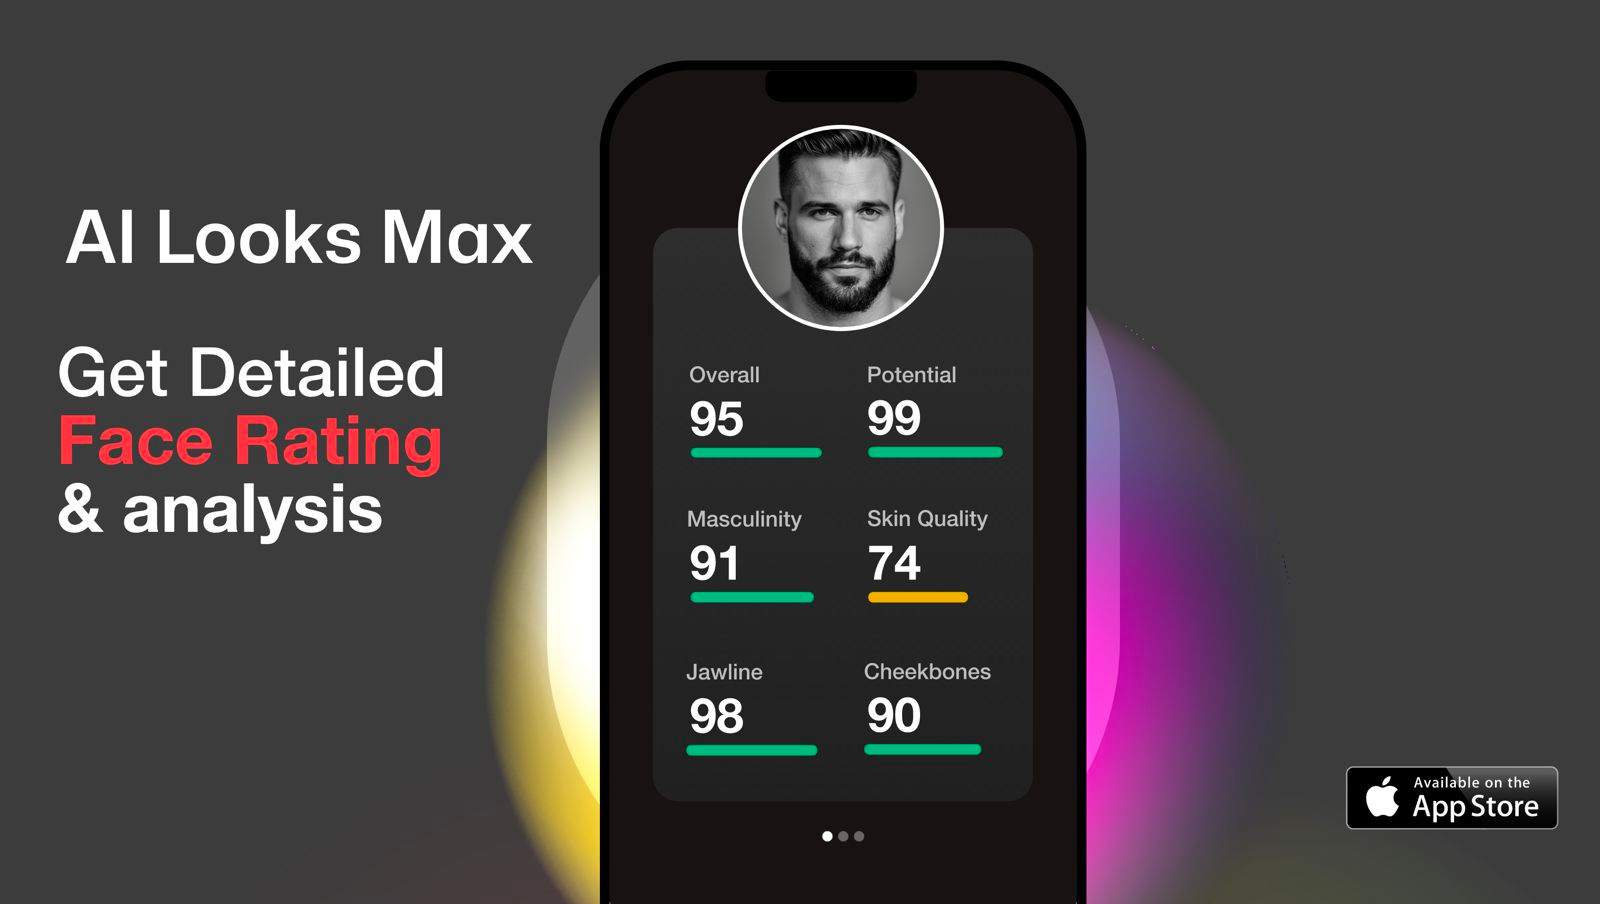 AI Looks Max
Get Detailed
Face Rating
& analysis
Overall
95
Potential
99
Masculinity
91
Skin Quality
74
Jawline
98
Cheekbones
90
Available on the
App Store